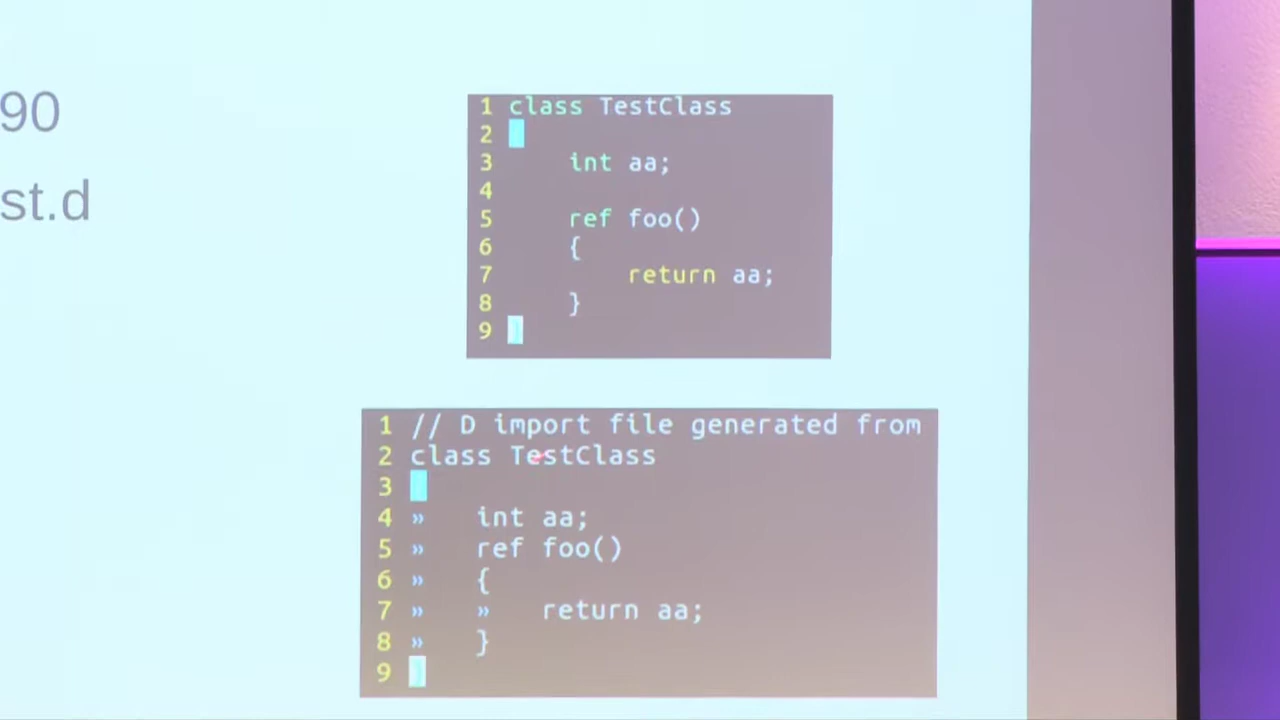 90
st.d
1 class TestClass
2
3 int aa;
4
5 ref foo()
6 {
7 return aa;
8 }
9 }
1 // D import file generated from
2 class TestClass
3
4 » int aa;
5 » ref foo()
6 » {
7 » » return aa;
8 » }
9 }